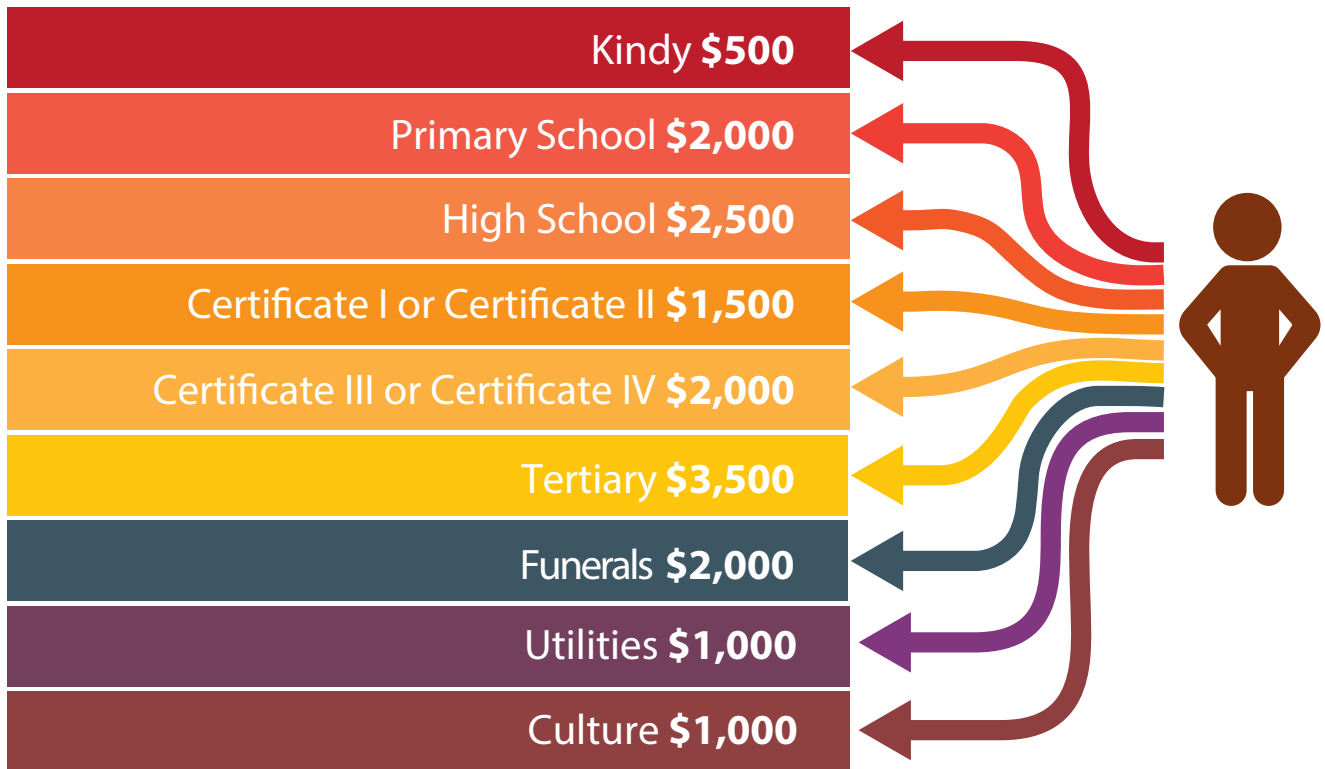 Kindy $500
Primary School $2,000
High School $2,500
Certificate I or Certificate II $1,500
Certificate III or Certificate IV $2,000
Tertiary $3,500
Funerals $2,000
Utilities $1,000
Culture $1,000